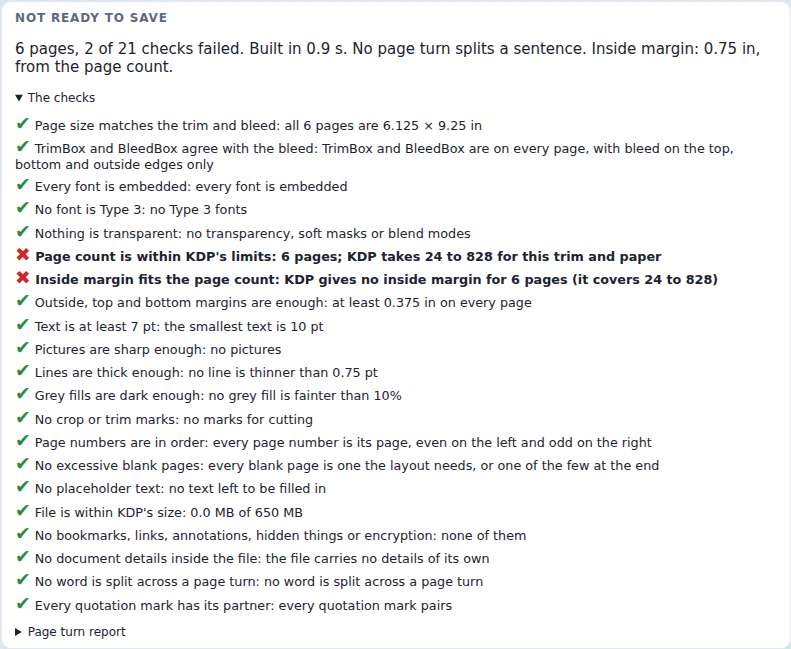 NOT READY TO SAVE
6 pages, 2 of 21 checks failed. Built in 0.9 s. No page turn splits a sentence. Inside margin: 0.75 in,
from the page count.
▼ The checks
✔ Page size matches the trim and bleed: all 6 pages are 6.125 × 9.25 in
✔ TrimBox and BleedBox agree with the bleed: TrimBox and BleedBox are on every page, with bleed on the top,
bottom and outside edges only
✔ Every font is embedded: every font is embedded
✔ No font is Type 3: no Type 3 fonts
✔ Nothing is transparent: no transparency, soft masks or blend modes
✖ Page count is within KDP's limits: 6 pages; KDP takes 24 to 828 for this trim and paper
✖ Inside margin fits the page count: KDP gives no inside margin for 6 pages (it covers 24 to 828)
✔ Outside, top and bottom margins are enough: at least 0.375 in on every page
✔ Text is at least 7 pt: the smallest text is 10 pt
✔ Pictures are sharp enough: no pictures
✔ Lines are thick enough: no line is thinner than 0.75 pt
✔ Grey fills are dark enough: no grey fill is fainter than 10%
✔ No crop or trim marks: no marks for cutting
✔ Page numbers are in order: every page number is its page, even on the left and odd on the right
✔ No excessive blank pages: every blank page is one the layout needs, or one of the few at the end
✔ No placeholder text: no text left to be filled in
✔ File is within KDP's size: 0.0 MB of 650 MB
✔ No bookmarks, links, annotations, hidden things or encryption: none of them
✔ No document details inside the file: the file carries no details of its own
✔ No word is split across a page turn: no word is split across a page turn
✔ Every quotation mark has its partner: every quotation mark pairs
▶ Page turn report